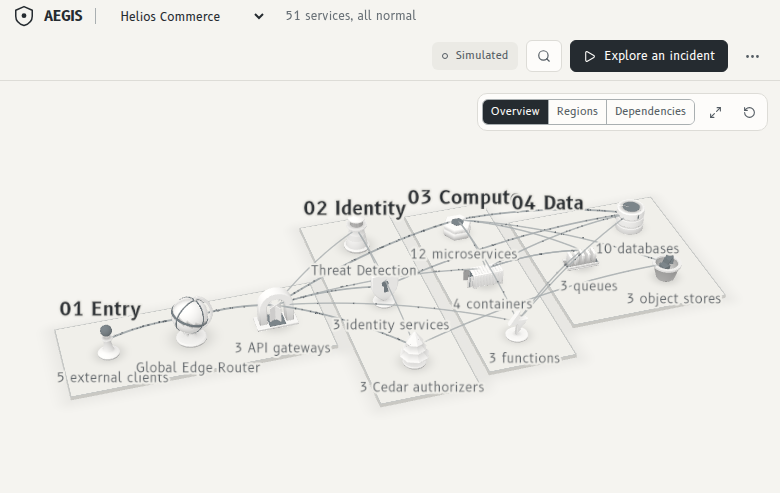 AEGIS
Helios Commerce
51 services, all normal
Simulated
Explore an incident
Overview
Regions
Dependencies
01 Entry
02 Identity
03 Comput
04 Data
5 external clients
Global Edge Router
3 API gateways
Threat Detection
3 identity services
3 Cedar authorizers
12 microservices
4 containers
3 functions
10 databases
3 queues
3 object stores